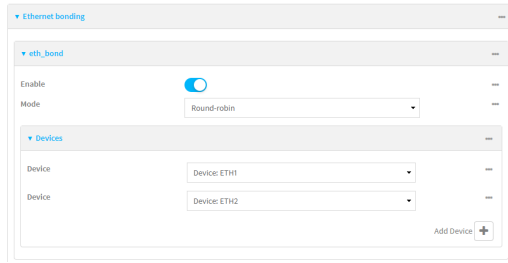 Ethernet bonding
eth_bond
Enable
Mode
Round-robin
Devices
Device
Device: ETH1
Device
Device: ETH2
Add Device